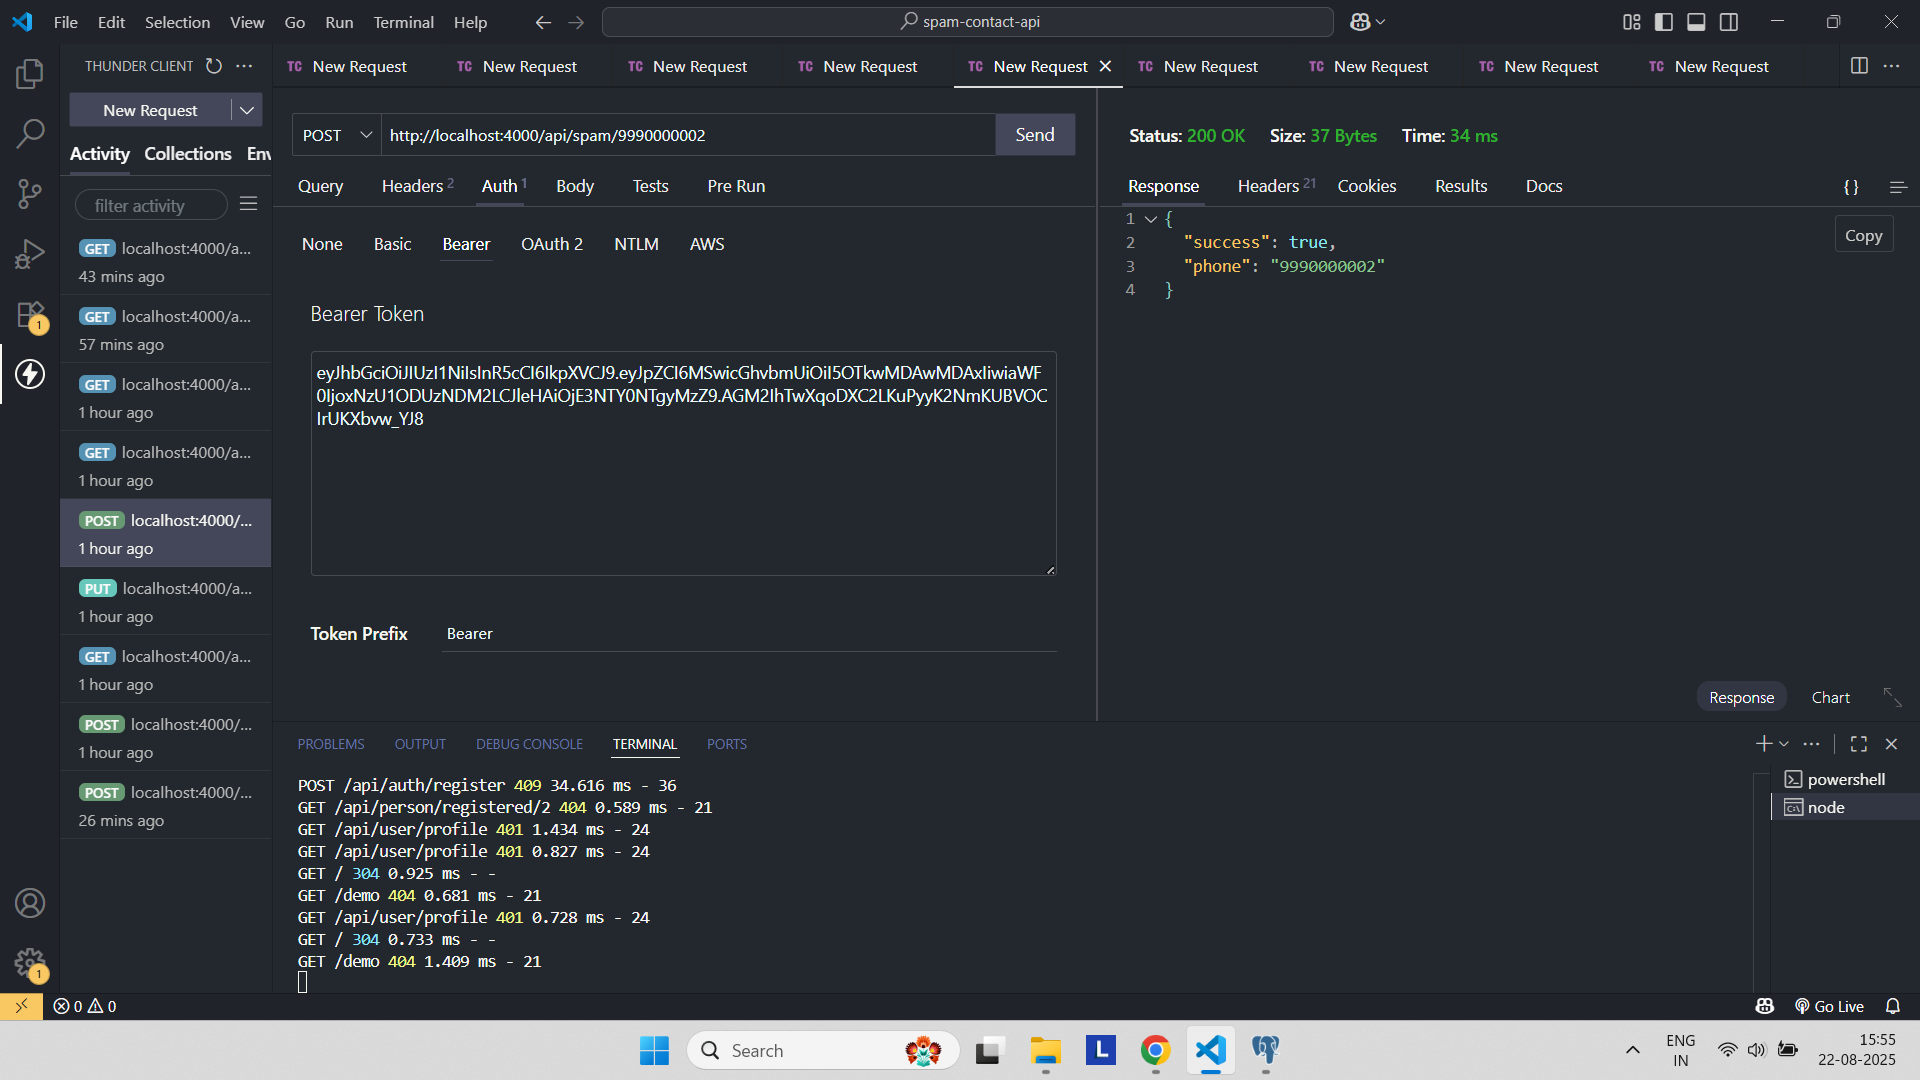 File Edit Selection View Go Run Terminal Help
spam-contact-api
THUNDER CLIENT
TC New Request TC New Request TC New Request TC New Request TC New Request TC New Request TC New Request TC New Request TC New Request
New Request
Activity Collections Env
filter activity
GET localhost:4000/a...
43 mins ago
GET localhost:4000/a...
57 mins ago
GET localhost:4000/a...
1 hour ago
GET localhost:4000/a...
1 hour ago
POST localhost:4000/...
1 hour ago
PUT localhost:4000/a...
1 hour ago
GET localhost:4000/a...
1 hour ago
POST localhost:4000/...
1 hour ago
POST localhost:4000/...
26 mins ago
POST http://localhost:4000/api/spam/9990000002 Send
Query Headers 2 Auth 1 Body Tests Pre Run
None Basic Bearer OAuth 2 NTLM AWS
Bearer Token
eyJhbGciOiJIUzI1NiIsInR5cCI6IkpXVCJ9.eyJpZCI6MSwicGhvbmUiOiI5OTkwMDAwMDAxIiwiaWF
0IjoxNzU1ODUzNDM2LCJleHAiOjE3NTY0NTgyMzZ9.AGM2lhTwXqoDXC2LKuPyyK2NmKUBVOC
IrUKXbvw_YJ8
Token Prefix Bearer
Status: 200 OK Size: 37 Bytes Time: 34 ms
Response Headers 21 Cookies Results Docs { }
Copy
1 {
2 "success": true,
3 "phone": "9990000002"
4 }
Response Chart
PROBLEMS OUTPUT DEBUG CONSOLE TERMINAL PORTS
POST /api/auth/register 409 34.616 ms - 36
GET /api/person/registered/2 404 0.589 ms - 21
GET /api/user/profile 401 1.434 ms - 24
GET /api/user/profile 401 0.827 ms - 24
GET / 304 0.925 ms - -
GET /demo 404 0.681 ms - 21
GET /api/user/profile 401 0.728 ms - 24
GET / 304 0.733 ms - -
GET /demo 404 1.409 ms - 21
powershell
node
1
1
0 0
Go Live
Search
L
ENG
IN
15:55
22-08-2025